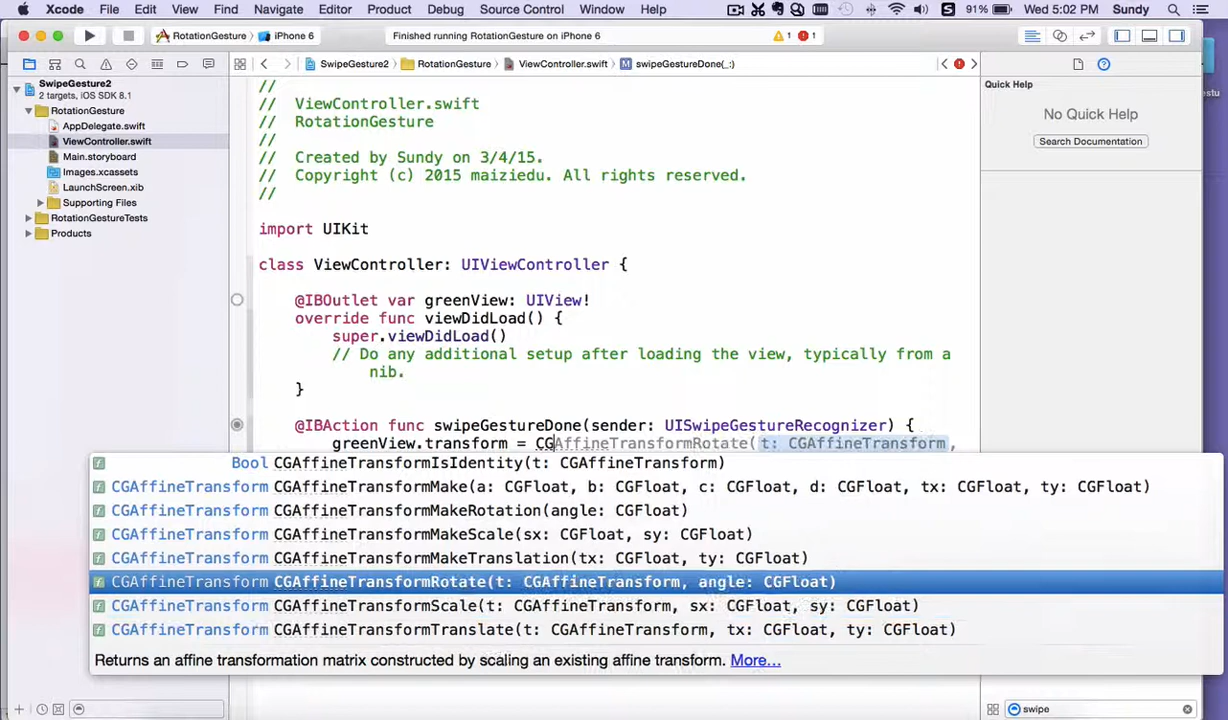 Xcode File Edit View Find Navigate Editor Product Debug Source Control Window Help 91% Wed 5:02 PM Sundy
RotationGesture iPhone 6 Finished running RotationGesture on iPhone 6 1 1
SwipeGesture2 RotationGesture ViewController.swift M swipeGestureDone(_:)
SwipeGesture2
2 targets, iOS SDK 8.1
RotationGesture
AppDelegate.swift
ViewController.swift
Main.storyboard
Images.xcassets
LaunchScreen.xib
Supporting Files
RotationGestureTests
Products
//
// ViewController.swift
// RotationGesture
//
// Created by Sundy on 3/4/15.
// Copyright (c) 2015 maiziedu. All rights reserved.
//
import UIKit
class ViewController: UIViewController {
@IBOutlet var greenView: UIView!
override func viewDidLoad() {
super.viewDidLoad()
// Do any additional setup after loading the view, typically from a
nib.
}
@IBAction func swipeGestureDone(sender: UISwipeGestureRecognizer) {
greenView.transform = CGAffineTransformRotate(t: CGAffineTransform,
Bool CGAffineTransformIsIdentity(t: CGAffineTransform)
CGAffineTransform CGAffineTransformMake(a: CGFloat, b: CGFloat, c: CGFloat, d: CGFloat, tx: CGFloat, ty: CGFloat)
CGAffineTransform CGAffineTransformMakeRotation(angle: CGFloat)
CGAffineTransform CGAffineTransformMakeScale(sx: CGFloat, sy: CGFloat)
CGAffineTransform CGAffineTransformMakeTranslation(tx: CGFloat, ty: CGFloat)
CGAffineTransform CGAffineTransformRotate(t: CGAffineTransform, angle: CGFloat)
CGAffineTransform CGAffineTransformScale(t: CGAffineTransform, sx: CGFloat, sy: CGFloat)
CGAffineTransform CGAffineTransformTranslate(t: CGAffineTransform, tx: CGFloat, ty: CGFloat)
Returns an affine transformation matrix constructed by scaling an existing affine transform. More...
Quick Help
No Quick Help
Search Documentation
swipe